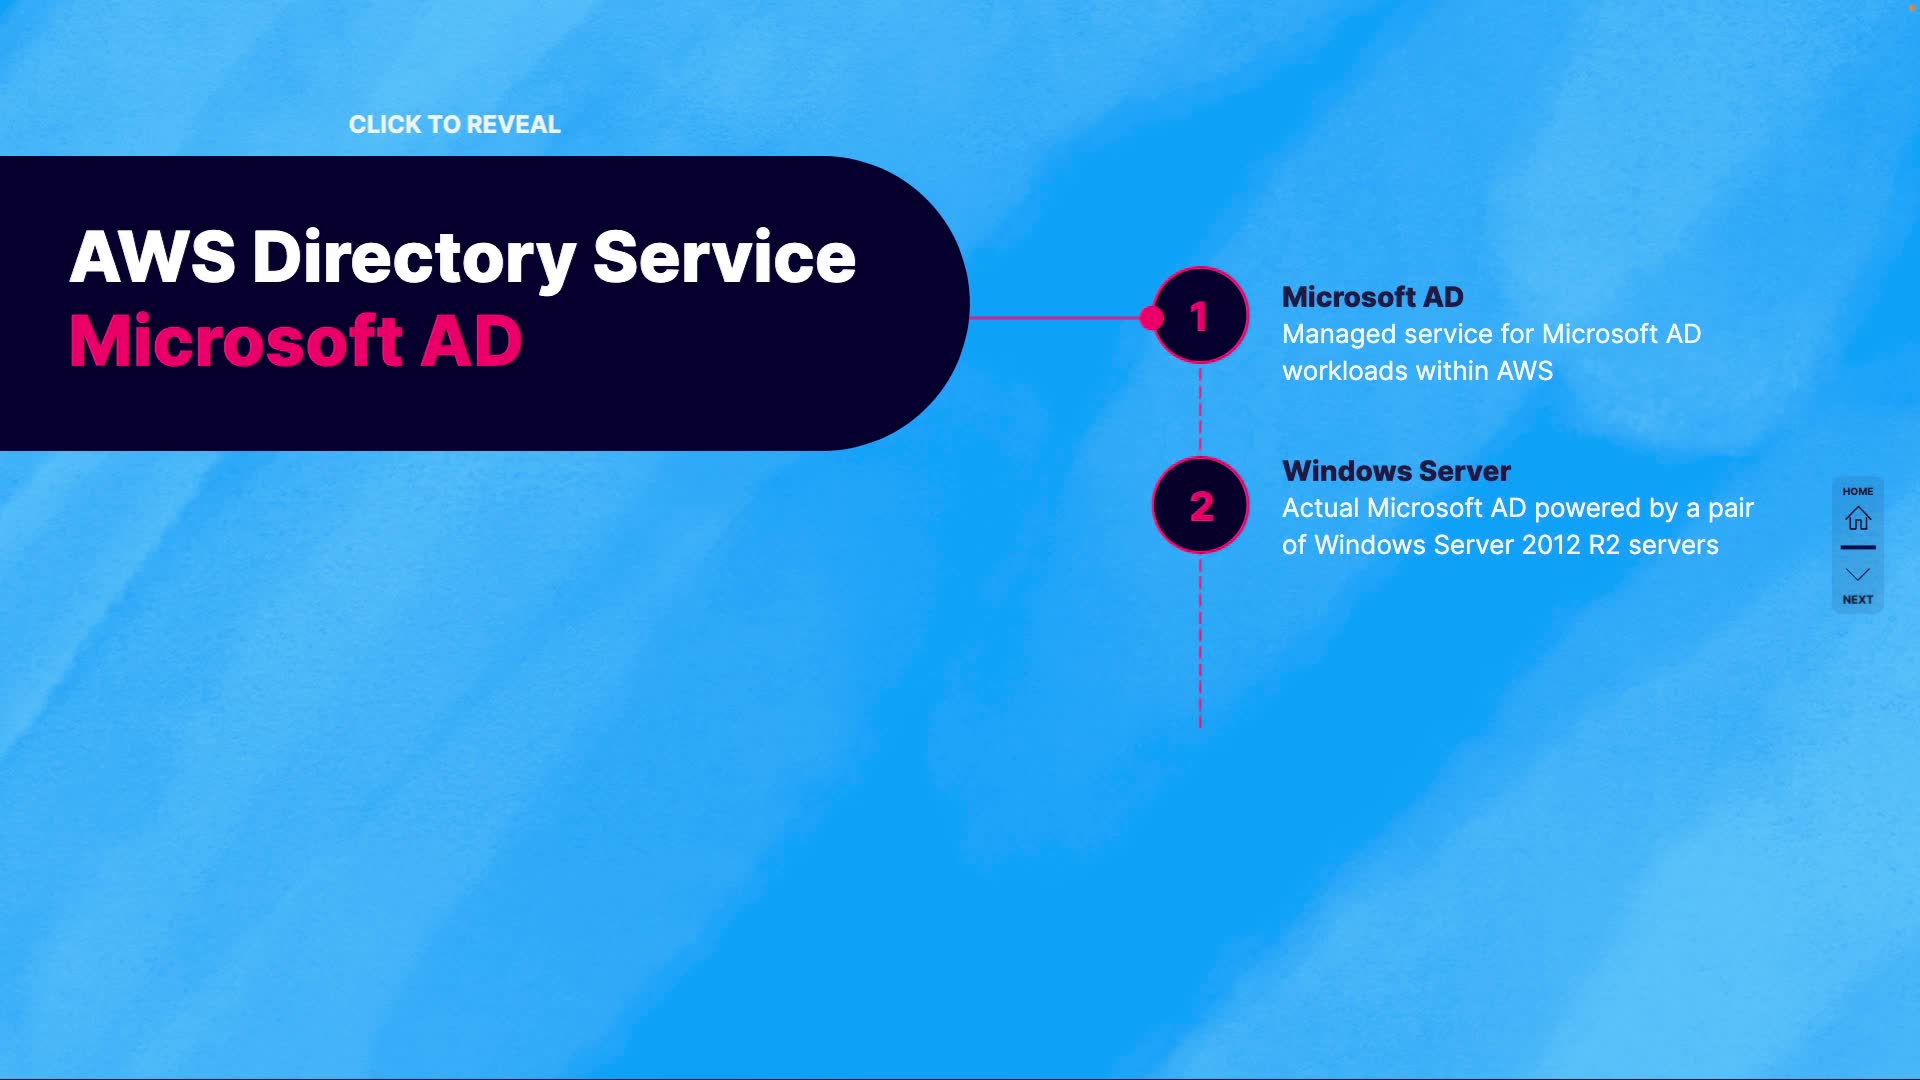 CLICK TO REVEAL
AWS Directory Service
Microsoft AD
1
Microsoft AD
Managed service for Microsoft AD
workloads within AWS
2
Windows Server
Actual Microsoft AD powered by a pair
of Windows Server 2012 R2 servers
HOME
NEXT